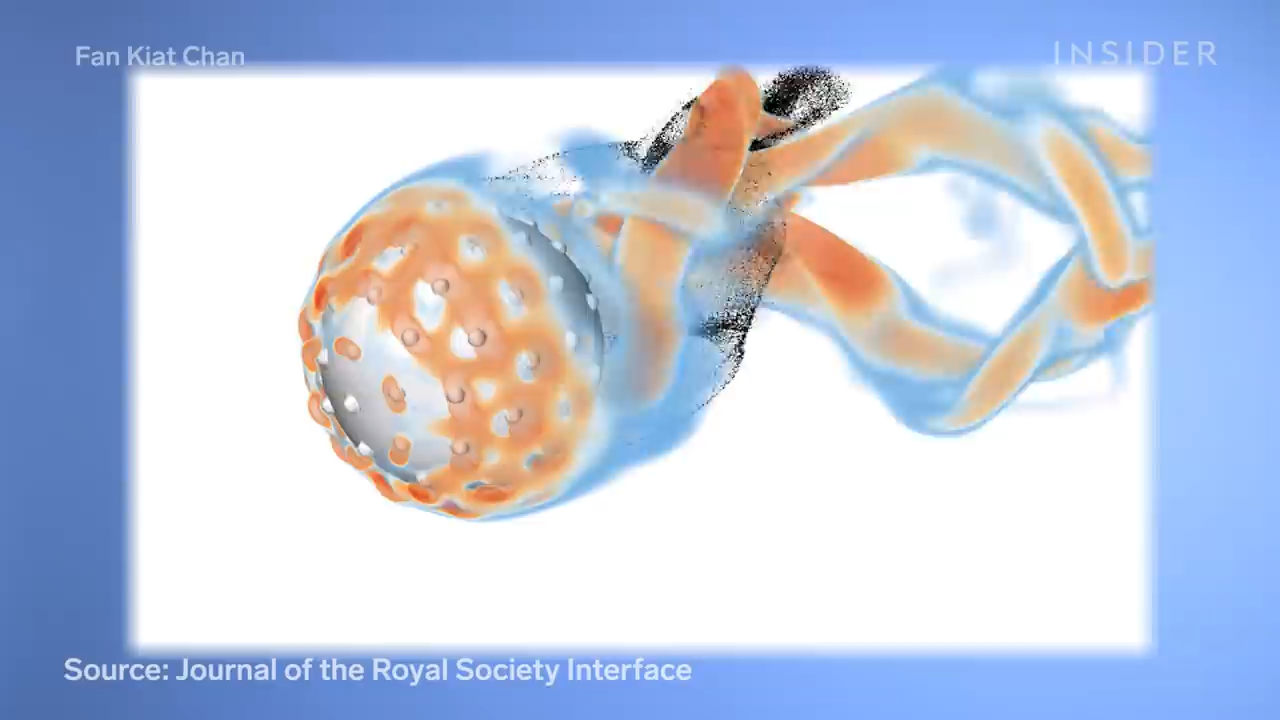 Fan Kiat Chan
INSIDER
Source: Journal of the Royal Society Interface